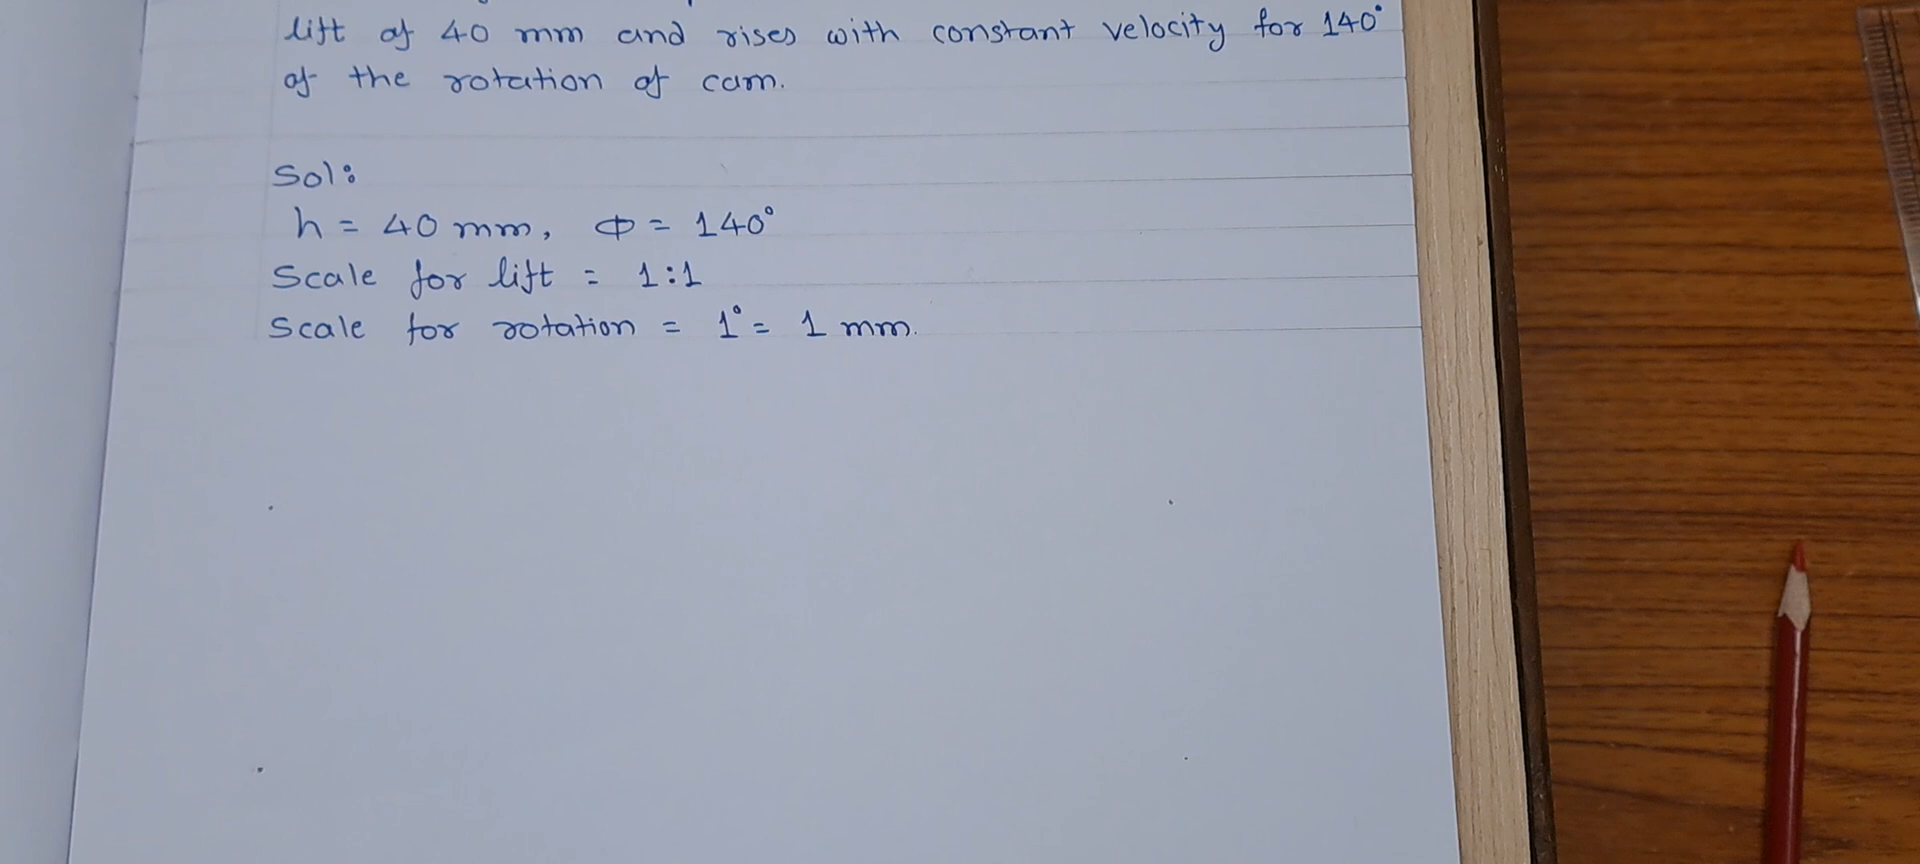 lift of 40 mm and rises with constant velocity for 140°
of the rotation of cam.
Sol:
h = 40 mm, Φ = 140°
Scale for lift = 1:1
Scale for rotation = 1° = 1 mm.